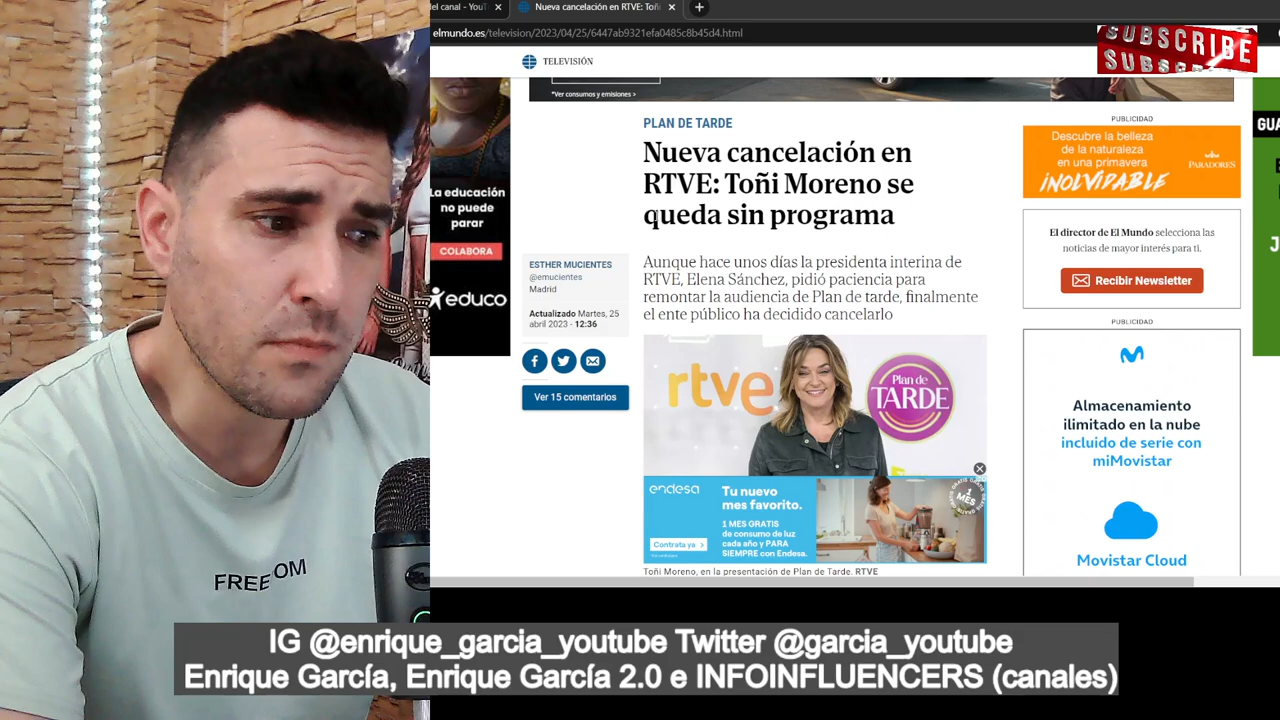 del canal - YouT
Nueva cancelación en RTVE: Toñi
elmundo.es/television/2023/04/25/6447ab9321efa0485c8b45d4.html
SUBSCRIBE
TELEVISIÓN
*Ver consumos y emisiones >
PLAN DE TARDE
Nueva cancelación en
RTVE: Toñi Moreno se
queda sin programa
Aunque hace unos días la presidenta interina de
RTVE, Elena Sánchez, pidió paciencia para
remontar la audiencia de Plan de tarde, finalmente
el ente público ha decidido cancelarlo
ESTHER MUCIENTES
@emucientes
Madrid
Actualizado Martes, 25
abril 2023 - 12:36
Ver 15 comentarios
La educación
no puede
parar
COLABORA
educo
rtve
Plan de
TARDE
endesa
Tu nuevo
mes favorito.
1 MES GRATIS
de consumo de luz
cada año y PARA
SIEMPRE con Endesa.
Contrata ya >
GRATIS
1
MES
Toñi Moreno, en la presentación de Plan de Tarde. RTVE
PUBLICIDAD
Descubre la belleza
de la naturaleza
en una primavera
INOLVIDABLE
PARADORES
El director de El Mundo selecciona las
noticias de mayor interés para ti.
Recibir Newsletter
PUBLICIDAD
Almacenamiento
ilimitado en la nube
incluido de serie con
miMovistar
Movistar Cloud
GUA
FREEDOM
IG @enrique_garcia_youtube Twitter @garcia_youtube
Enrique García, Enrique García 2.0 e INFOINFLUENCERS (canales)